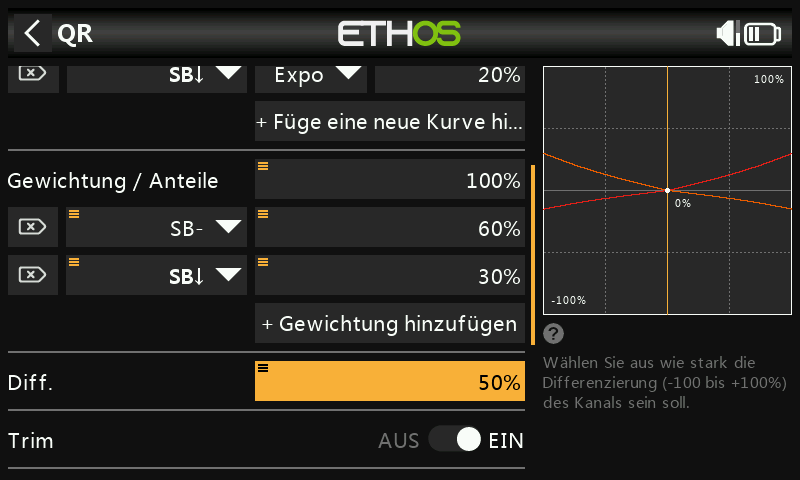 QR
ETHOS
SB↓
Expo
20%
+ Füge eine neue Kurve hi...
Gewichtung / Anteile
100%
SB-
60%
SB↓
30%
+ Gewichtung hinzufügen
Diff.
50%
Trim
AUS
EIN
100%
0%
-100%
?
Wählen Sie aus wie stark die
Differenzierung (-100 bis +100%)
des Kanals sein soll.